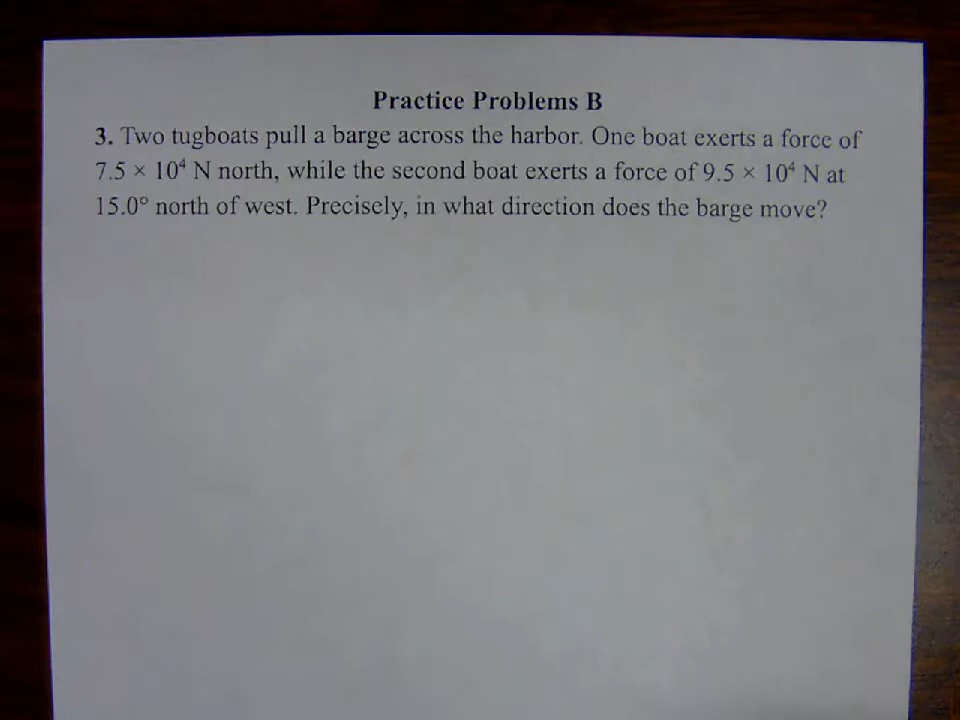 Practice Problems B
3. Two tugboats pull a barge across the harbor. One boat exerts a force of
7.5 × 10⁴ N north, while the second boat exerts a force of 9.5 × 10⁴ N at
15.0° north of west. Precisely, in what direction does the barge move?